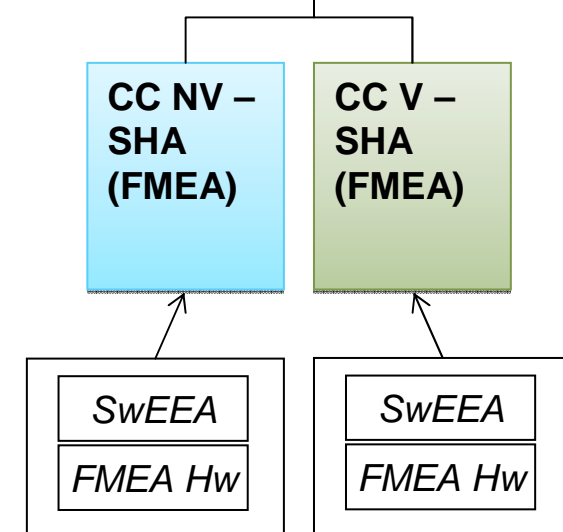 CC NV –
SHA
(FMEA)
CC V –
SHA
(FMEA)
SwEEA
FMEA Hw
SwEEA
FMEA Hw